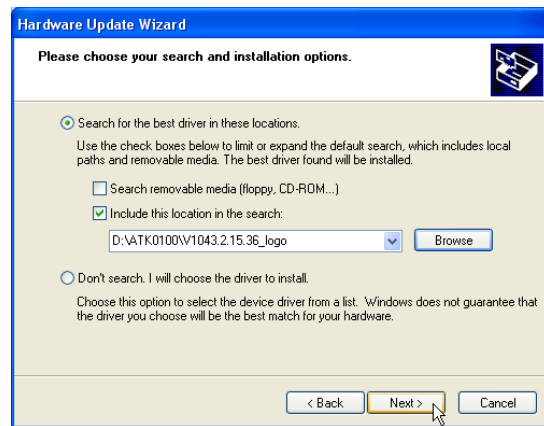 Hardware Update Wizard
Please choose your search and installation options.
Search for the best driver in these locations.
Use the check boxes below to limit or expand the default search, which includes local
paths and removable media. The best driver found will be installed.
Search removable media (floppy, CD-ROM...)
Include this location in the search:
D:\ATK0100\V1043.2.15.36_logo
Browse
Don't search. I will choose the driver to install.
Choose this option to select the device driver from a list. Windows does not guarantee that
the driver you choose will be the best match for your hardware.
< Back Next > Cancel